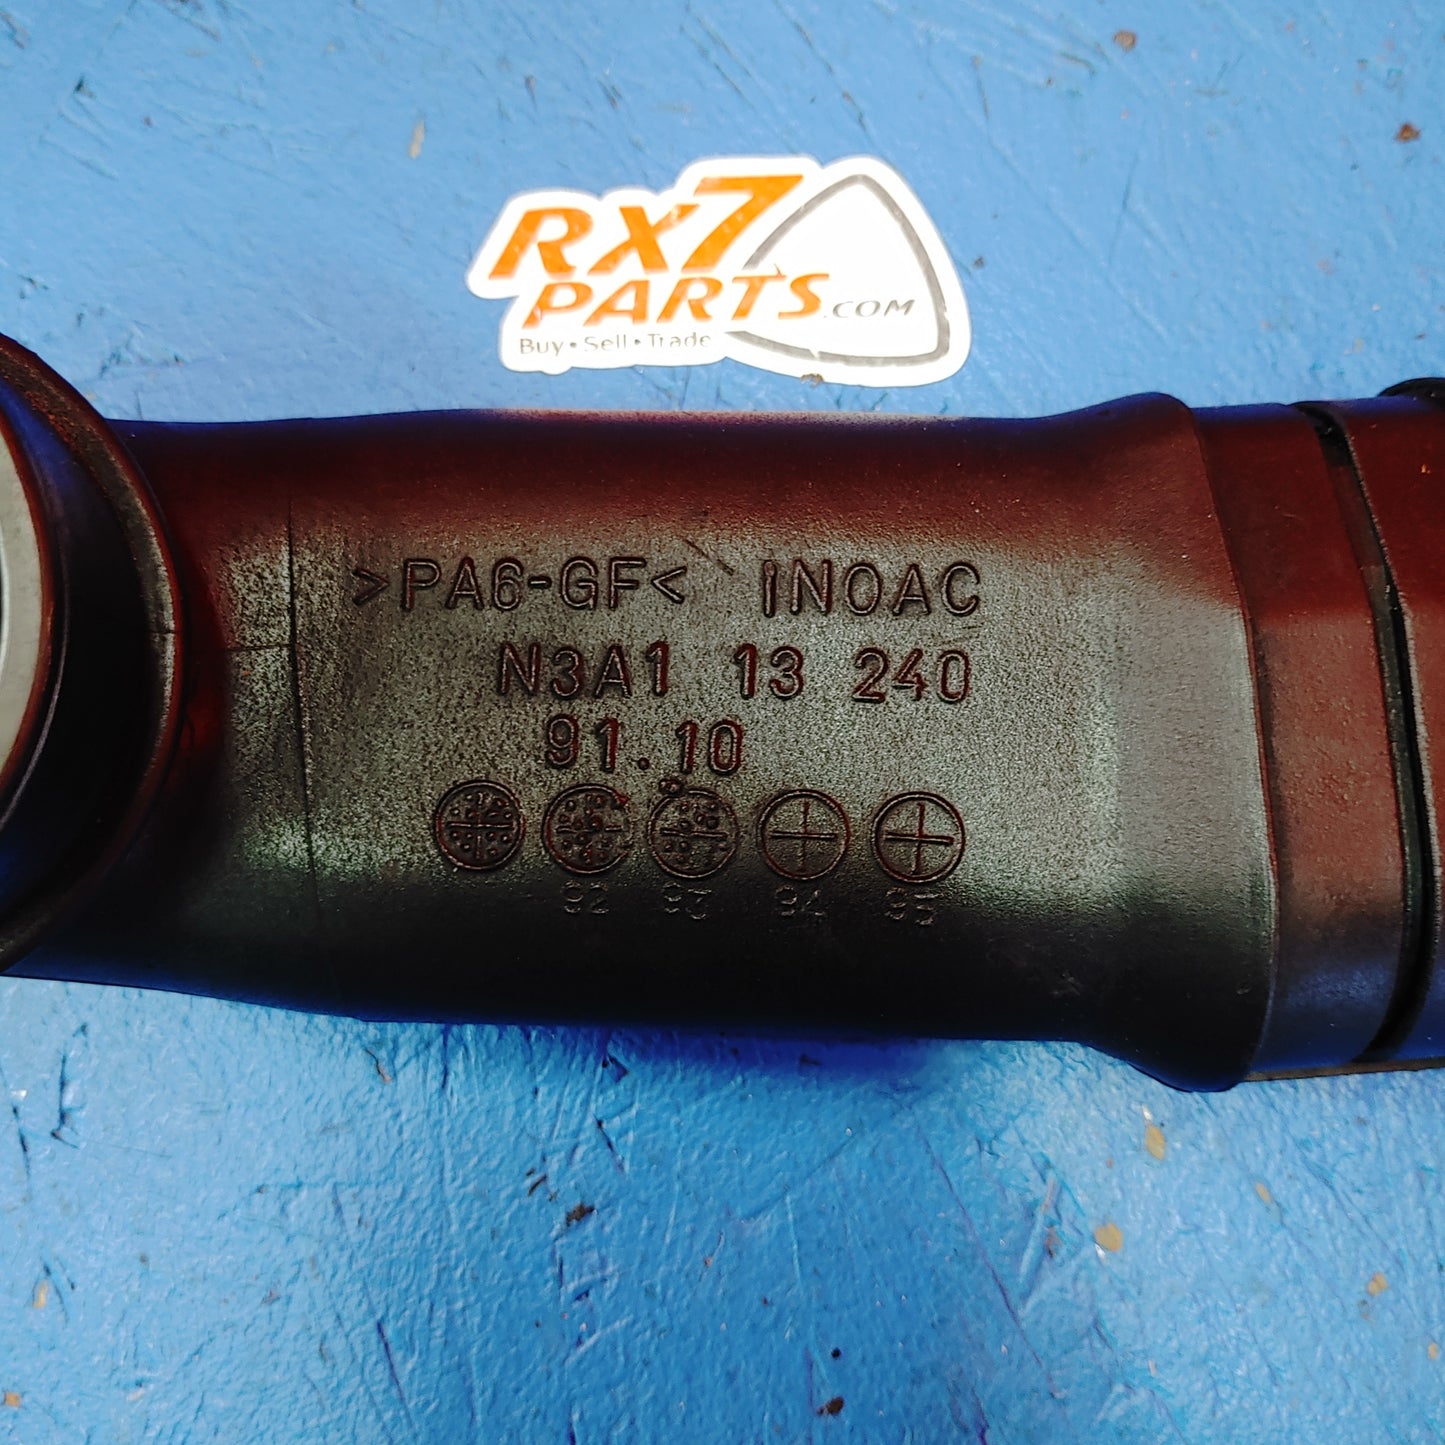 RX7
PARTS.COM
Buy • Sell • Trade
>PA6-GF< INOAC
N3A1 13 240
91.10
92 93 94 95